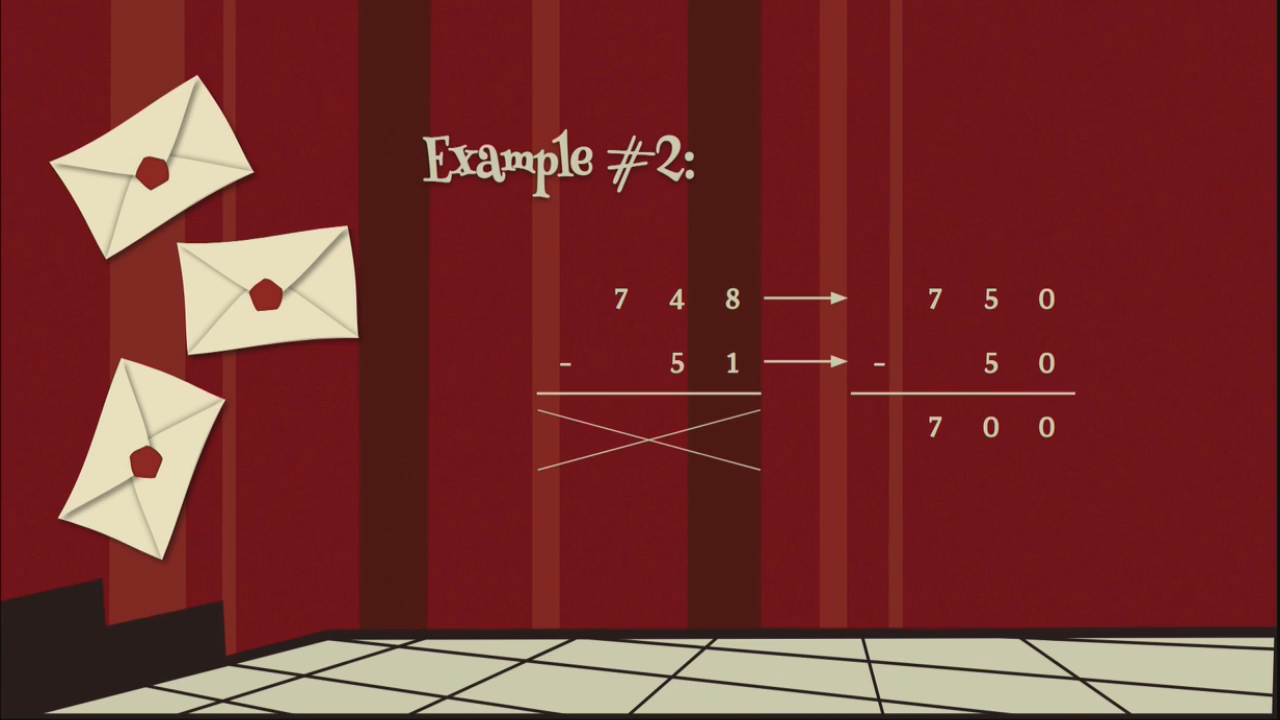 Example #2:
7 4 8 → 7 5 0
- 5 1 → - 5 0
7 0 0